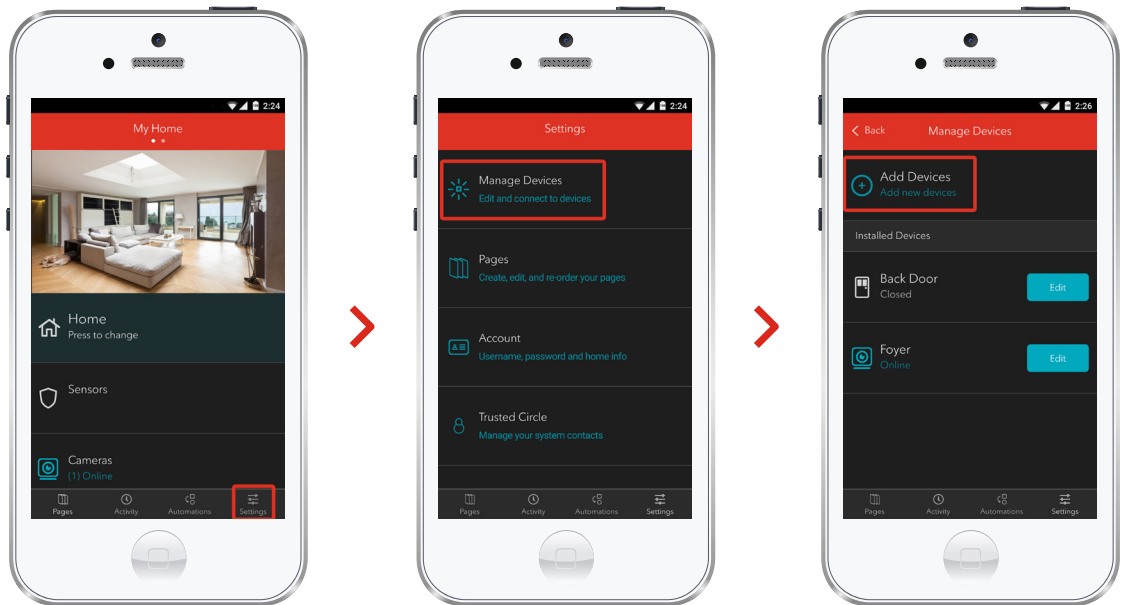 2:24
My Home
Home
Press to change
Sensors
Cameras
(1) Online
Pages
Activity
Automations
Settings
2:24
Settings
Manage Devices
Edit and connect to devices
Pages
Create, edit, and re-order your pages
Account
Username, password and home info
Trusted Circle
Manage your system contacts
Pages
Activity
Automations
Settings
2:26
Back
Manage Devices
Add Devices
Add new devices
Installed Devices
Back Door
Closed
Edit
Foyer
Online
Edit
Pages
Activity
Automations
Settings